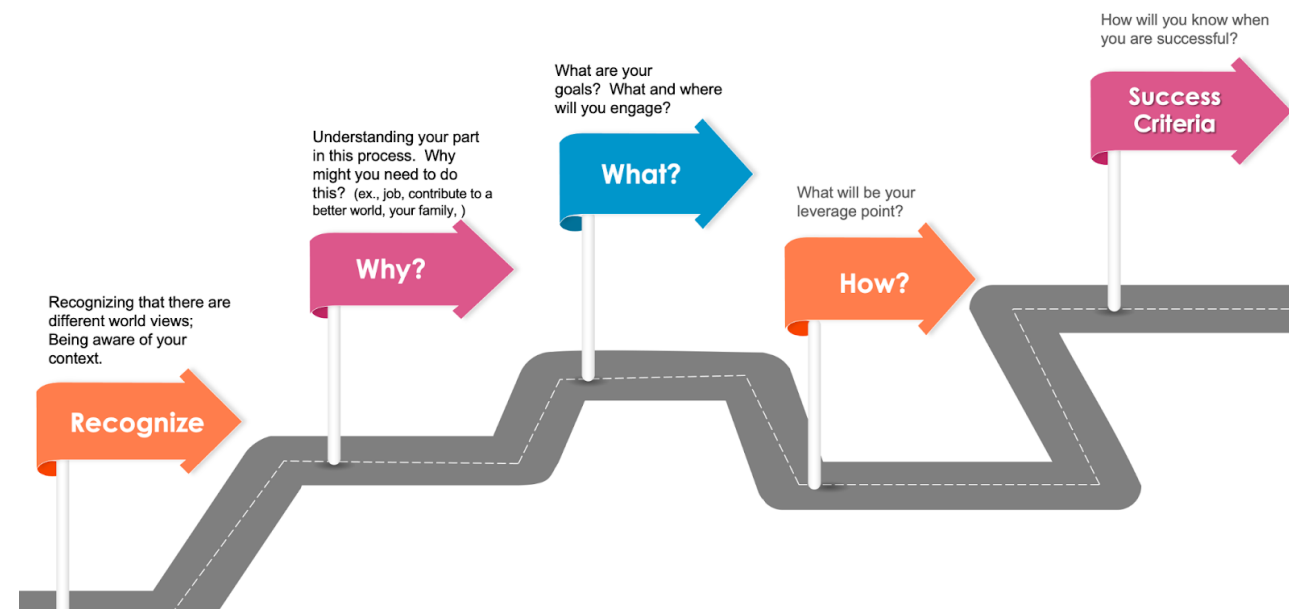 Recognizing that there are
different world views;
Being aware of your
context.
Recognize
Understanding your part
in this process.  Why
might you need to do
this?  (ex., job, contribute to a
better world, your family, )
Why?
What are your
goals?  What and where
will you engage?
What?
What will be your
leverage point?
How?
How will you know when
you are successful?
Success
Criteria